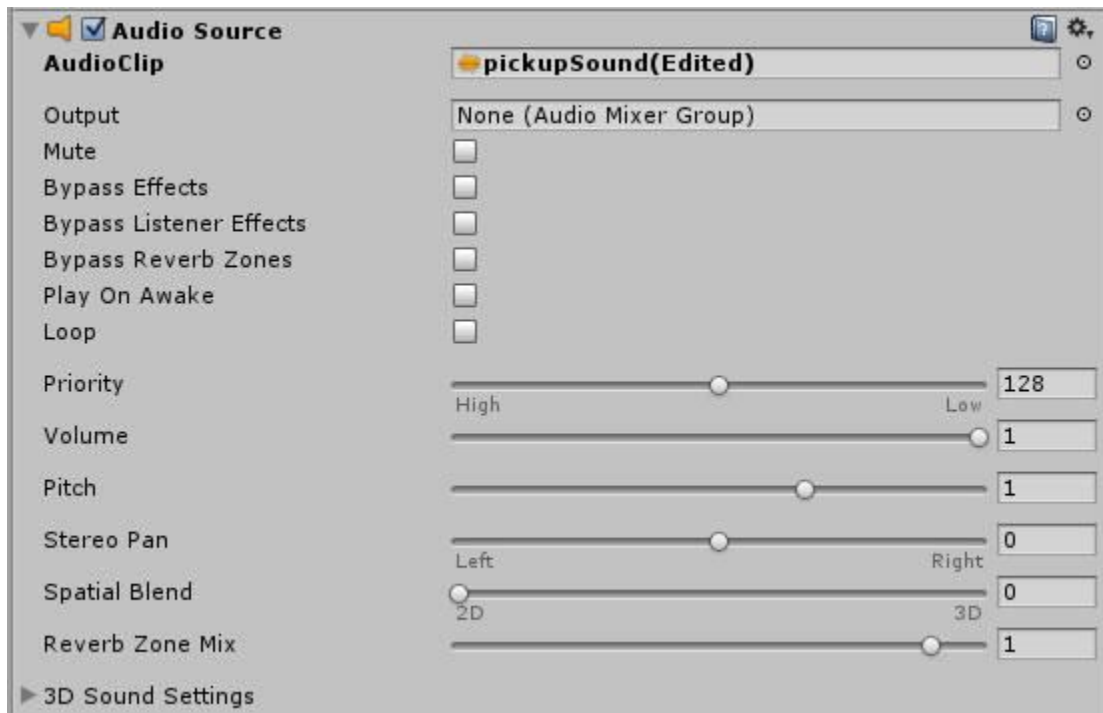 Audio Source
AudioClip pickupSound(Edited)
Output None (Audio Mixer Group)
Mute
Bypass Effects
Bypass Listener Effects
Bypass Reverb Zones
Play On Awake
Loop
Priority 128
High Low
Volume 1
Pitch 1
Stereo Pan 0
Left Right
Spatial Blend 0
2D 3D
Reverb Zone Mix 1
3D Sound Settings